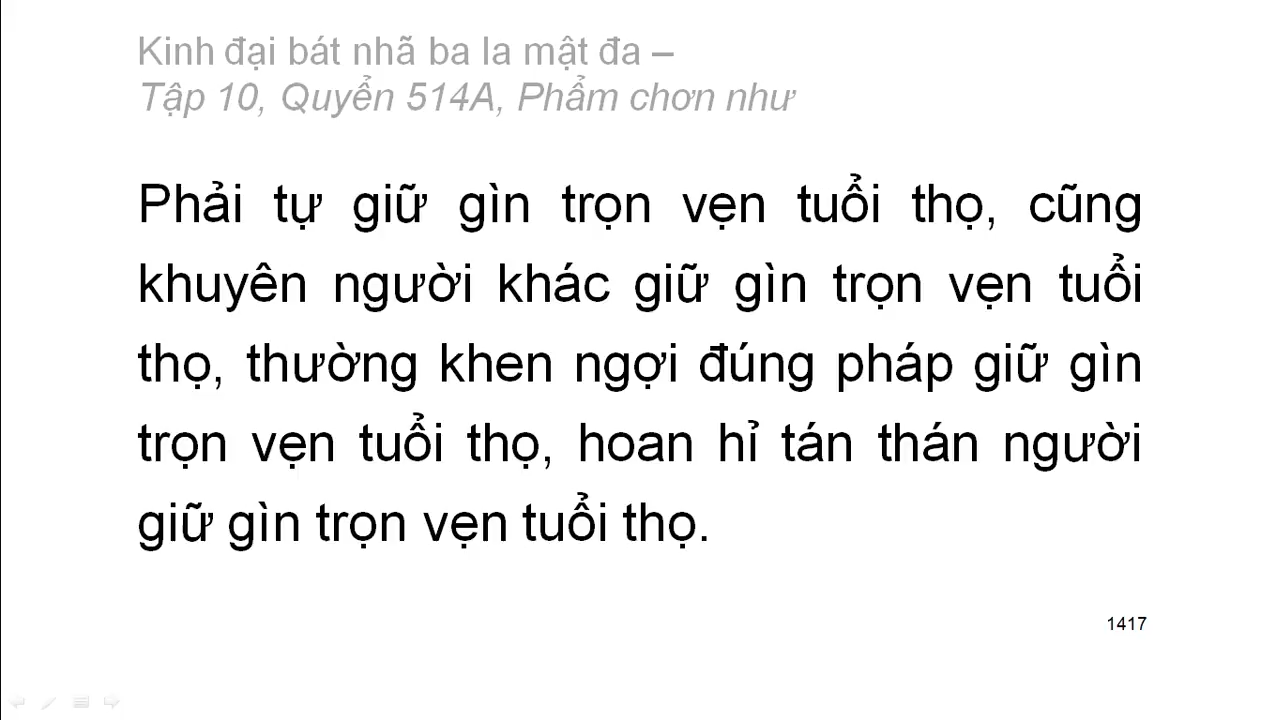 Kinh đại bát nhã ba la mật đa –
Tập 10, Quyển 514A, Phẩm chơn như
Phải tự giữ gìn trọn vẹn tuổi thọ, cũng
khuyên người khác giữ gìn trọn vẹn tuổi
thọ, thường khen ngợi đúng pháp giữ gìn
trọn vẹn tuổi thọ, hoan hỉ tán thán người
giữ gìn trọn vẹn tuổi thọ.
1417